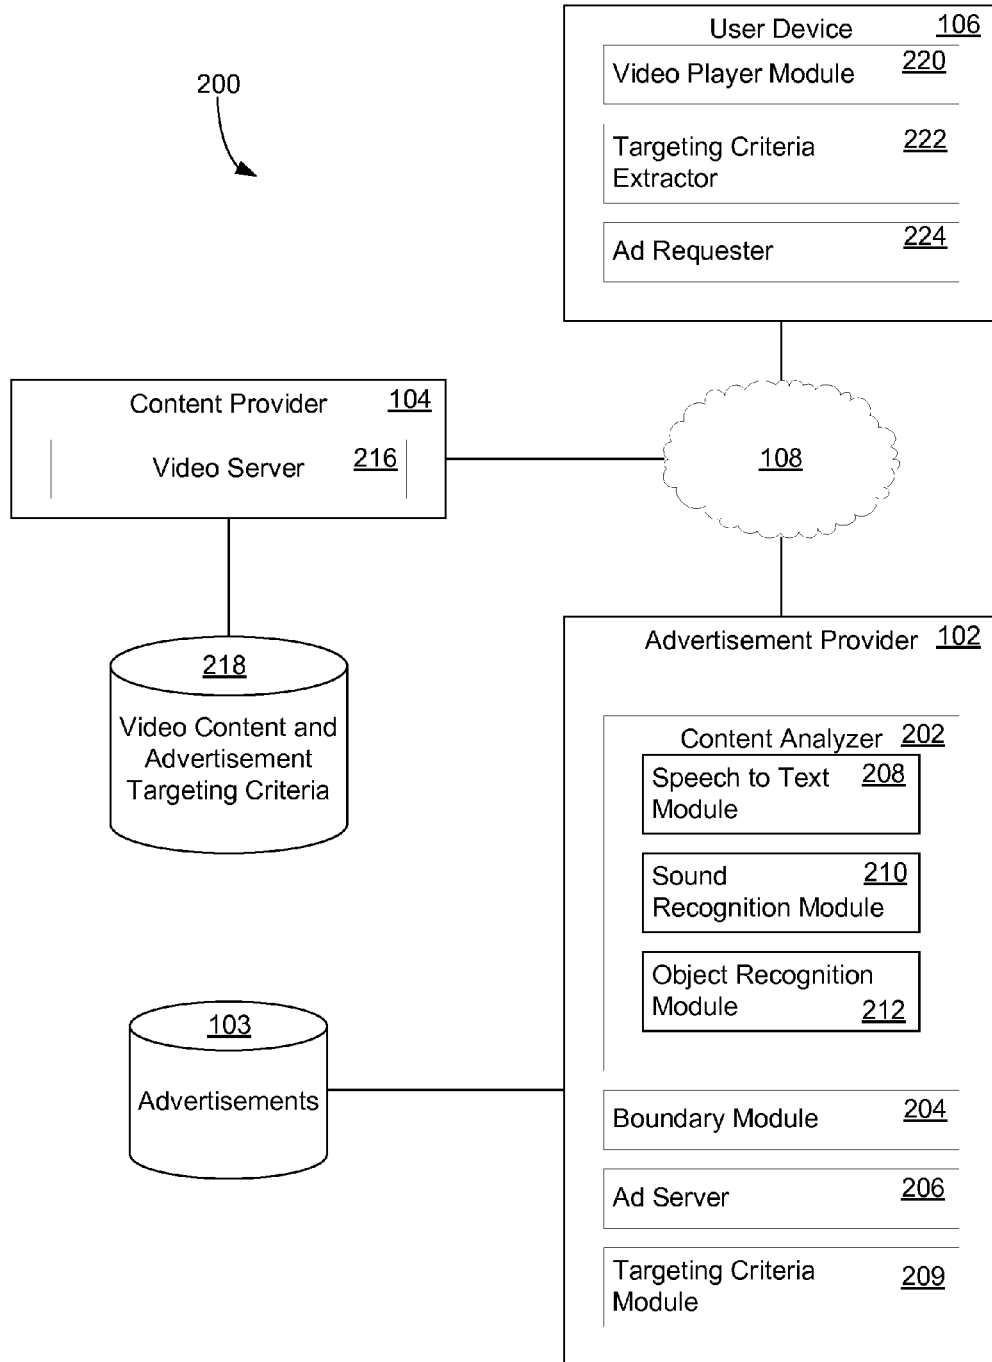 User Device 106
Video Player Module 220
200
Targeting Criteria 222
Extractor
Ad Requester 224
Content Provider 104
Video Server 216
108
Advertisement Provider 102
218
Video Content and
Advertisement
Targeting Criteria
Content Analyzer 202
Speech to Text 208
Module
Sound 210
Recognition Module
Object Recognition
Module 212
103
Advertisements
Boundary Module 204
Ad Server 206
Targeting Criteria
Module 209